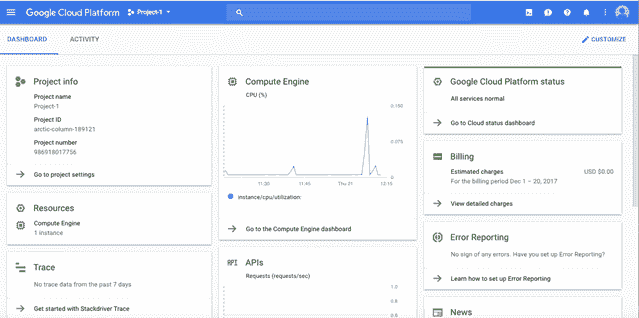 Google Cloud Platform
Project-1
DASHBOARD
ACTIVITY
CUSTOMIZE
Project info
Project name
Project-1
Project ID
arctic-column-189121
Project number
986918017756
Go to project settings
Resources
Compute Engine
1 instance
Trace
No trace data from the past 7 days
Get started with Stackdriver Trace
Compute Engine
CPU (%)
0.150
0.075
0
11:30
11:45
Thu 21
12:15
instance/cpu/utilization:
Go to the Compute Engine dashboard
RPI
APIs
Requests (requests/sec)
1.0
0.8
0.6
Google Cloud Platform status
All services normal
Go to Cloud status dashboard
Billing
Estimated charges
USD $0.00
For the billing period Dec 1 – 20, 2017
View detailed charges
Error Reporting
No sign of any errors. Have you set up Error Reporting?
Learn how to set up Error Reporting
News